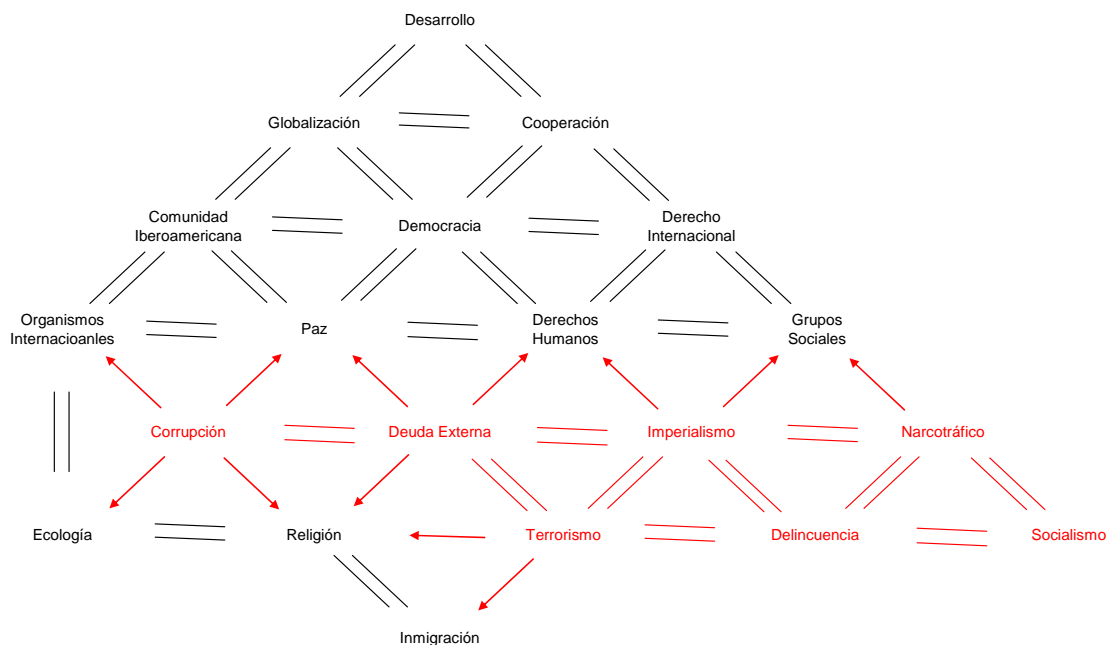 Desarrollo
Globalización
Cooperación
Comunidad
Iberoamericana
Democracia
Derecho
Internacional
Organismos
Internacioanles
Paz
Derechos
Humanos
Grupos
Sociales
Corrupción
Deuda Externa
Imperialismo
Narcotráfico
Ecología
Religión
Terrorismo
Delincuencia
Socialismo
Inmigración